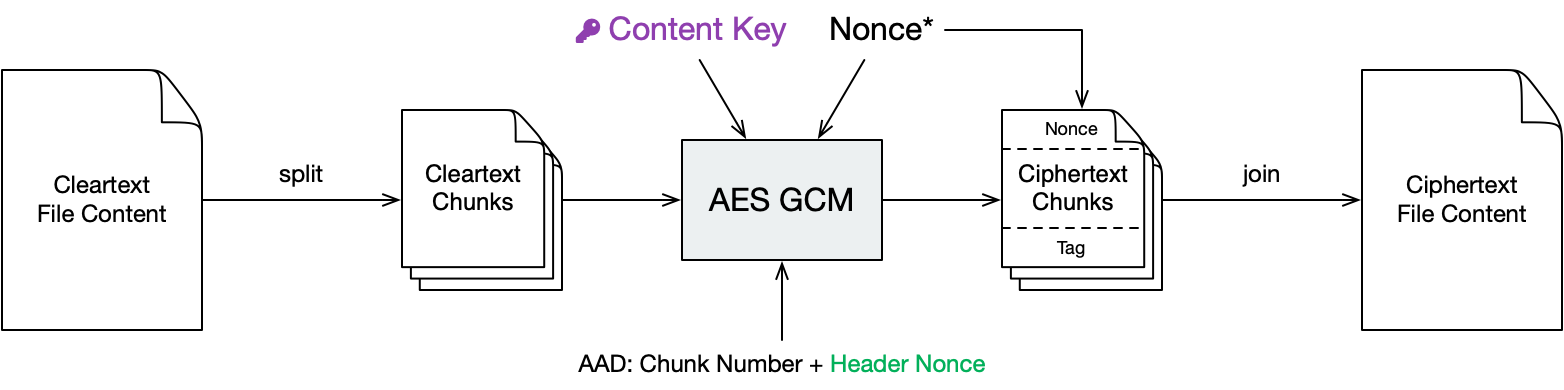 Content Key
Nonce*
Cleartext
File Content
split
Cleartext
Chunks
AES GCM
Nonce
Ciphertext
Chunks
Tag
join
Ciphertext
File Content
AAD: Chunk Number + Header Nonce